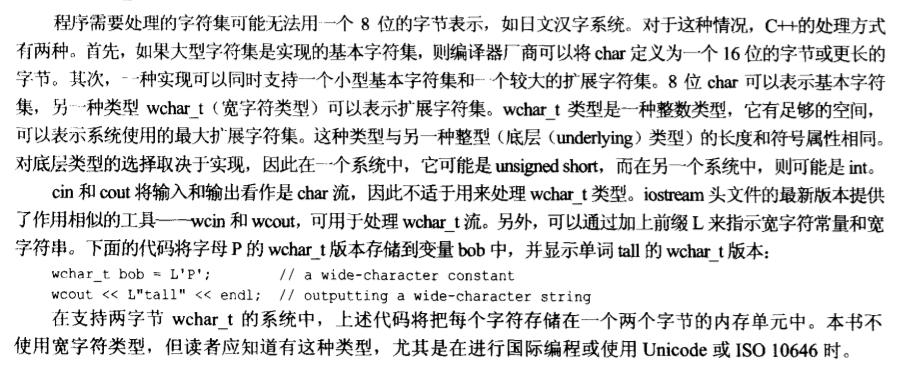 程序需要处理的字符集可能无法用一个 8 位的字节表示，如日文汉字系统。对于这种情况，C++的处理方式
有两种。首先，如果大型字符集是实现的基本字符集，则编译器厂商可以将 char 定义为一个 16 位的字节或更长的
字节。其次，一种实现可以同时支持一个小型基本字符集和一个较大的扩展字符集。8 位 char 可以表示基本字符
集，另一种类型 wchar_t（宽字符类型）可以表示扩展字符集。wchar_t 类型是一种整数类型，它有足够的空间，
可以表示系统使用的最大扩展字符集。这种类型与另一种整型（底层（underlying）类型）的长度和符号属性相同。
对底层类型的选择取决于实现，因此在一个系统中，它可能是 unsigned short，而在另一个系统中，则可能是 int。
cin 和 cout 将输入和输出看作是 char 流，因此不适于用来处理 wchar_t 类型。iostream 头文件的最新版本提供
了作用相似的工具——wcin 和 wcout，可用于处理 wchar_t 流。另外，可以通过加上前缀 L 来指示宽字符常量和宽
字符串。下面的代码将字母 P 的 wchar_t 版本存储到变量 bob 中，并显示单词 tall 的 wchar_t 版本：
wchar_t bob = L'P'; // a wide-character constant
wcout << L"tall" << endl; // outputting a wide-character string
在支持两字节 wchar_t 的系统中，上述代码将把每个字符存储在一个两个字节的内存单元中。本书不
使用宽字符类型，但读者应知道有这种类型，尤其是在进行国际编程或使用 Unicode 或 ISO 10646 时。